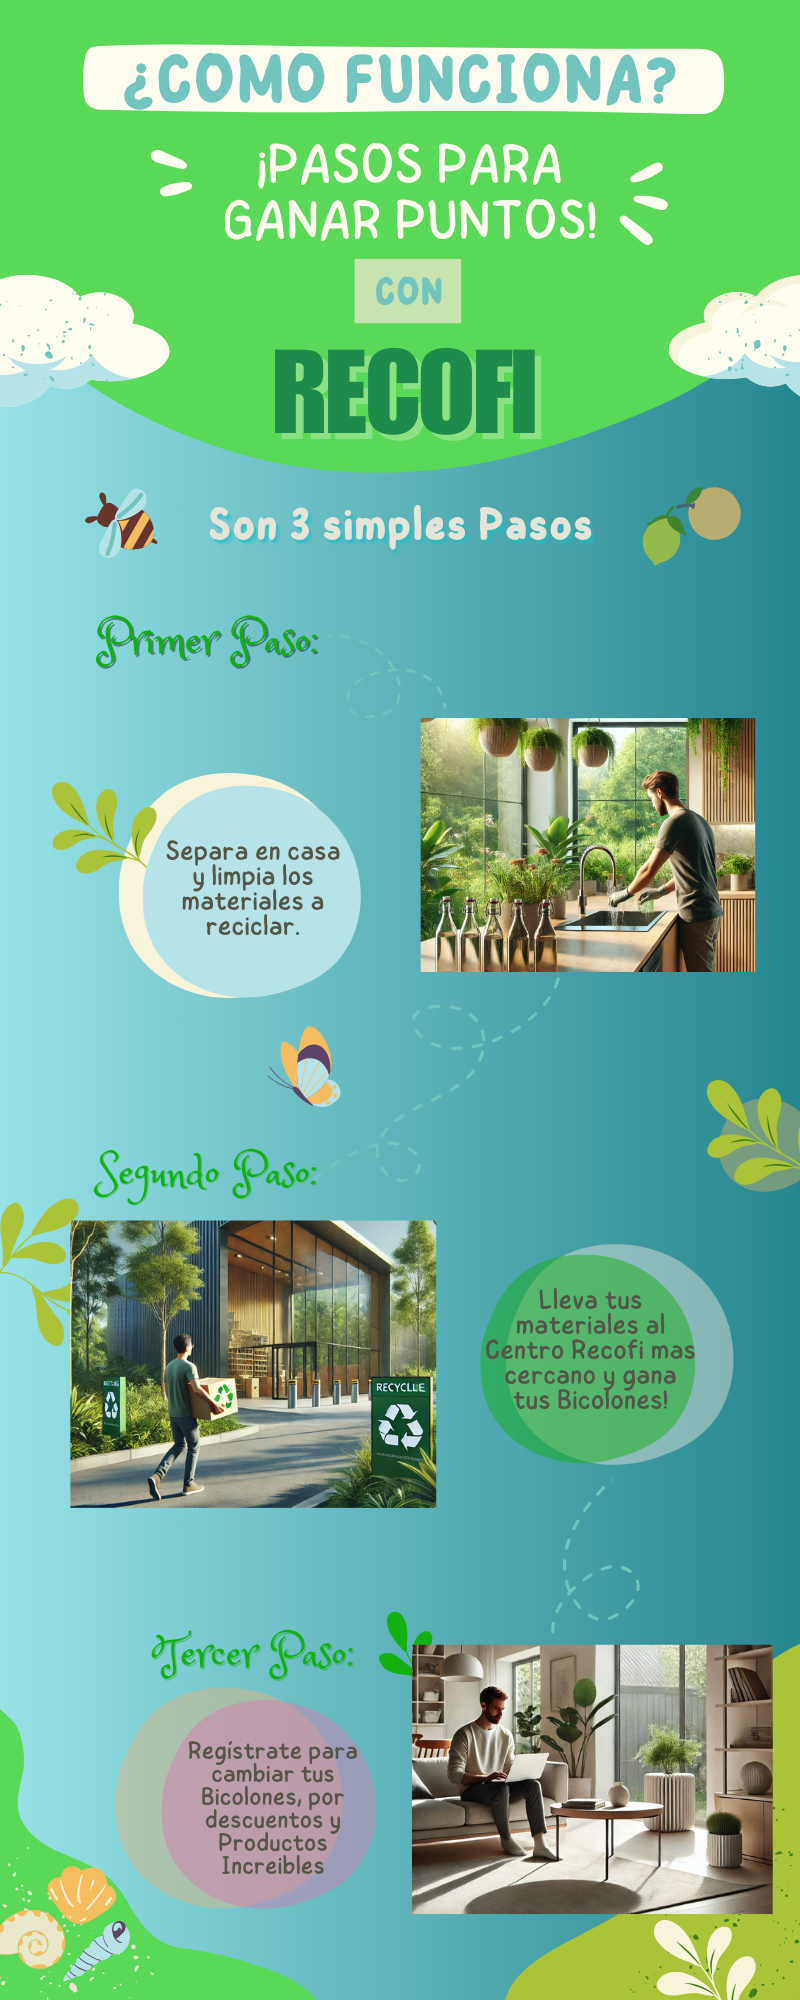 ¿COMO FUNCIONA?
¡PASOS PARA
GANAR PUNTOS!
CON
RECOFI
Son 3 simples Pasos
Primer Paso:
Separa en casa
y limpia los
materiales a
reciclar.
Segundo Paso:
RECYCLUE
Lleva tus
materiales al
Centro Recofi mas
cercano y gana
tus Bicolones!
Tercer Paso:
Regístrate para
cambiar tus
Bicolones, por
descuentos y
Productos
Increibles